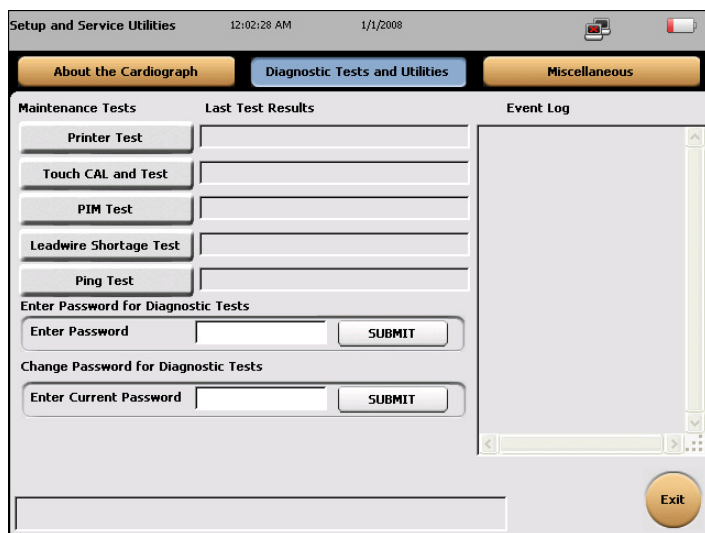 Setup and Service Utilities 12:02:28 AM 1/1/2008
About the Cardiograph Diagnostic Tests and Utilities Miscellaneous
Maintenance Tests Last Test Results Event Log
Printer Test
Touch CAL and Test
PIM Test
Leadwire Shortage Test
Ping Test
Enter Password for Diagnostic Tests
Enter Password SUBMIT
Change Password for Diagnostic Tests
Enter Current Password SUBMIT
Exit